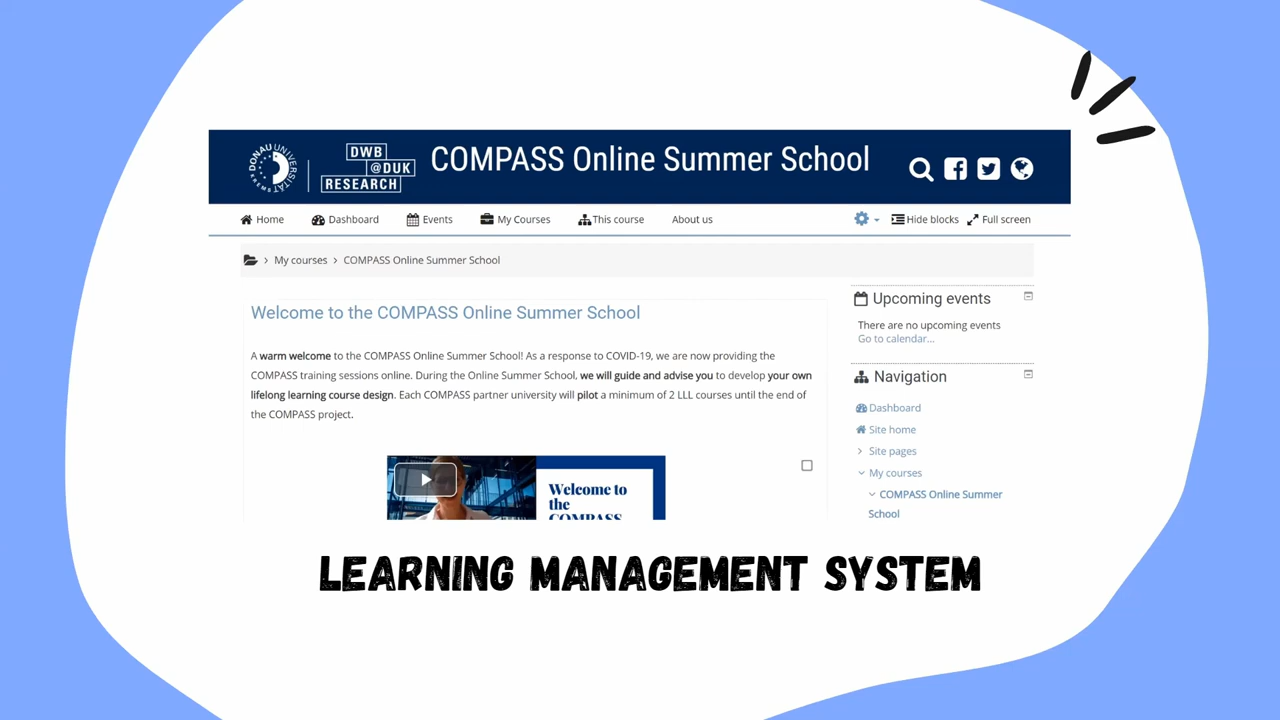 DONAU UNIVERSITÄT KREMS
DWB
@DUK
RESEARCH
COMPASS Online Summer School
Home Dashboard Events My Courses This course About us Hide blocks Full screen
My courses COMPASS Online Summer School
Welcome to the COMPASS Online Summer School
A warm welcome to the COMPASS Online Summer School! As a response to COVID-19, we are now providing the
COMPASS training sessions online. During the Online Summer School, we will guide and advise you to develop your own
lifelong learning course design. Each COMPASS partner university will pilot a minimum of 2 LLL courses until the end of
the COMPASS project.
Welcome to
the
COMPASS
Upcoming events
There are no upcoming events
Go to calendar...
Navigation
Dashboard
Site home
Site pages
My courses
COMPASS Online Summer
School
LEARNING MANAGEMENT SYSTEM